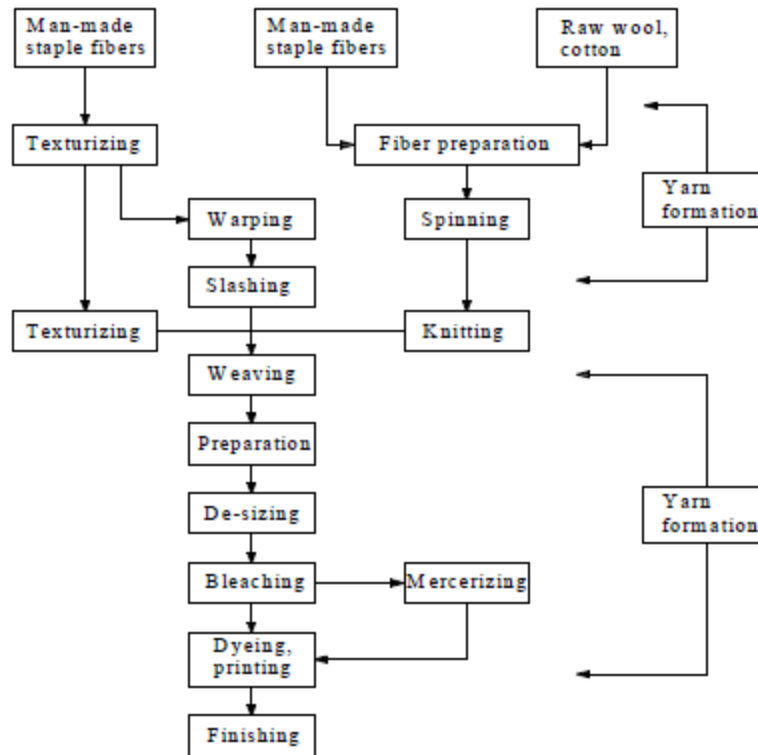 Man-made
staple fibers
Man-made
staple fibers
Raw wool,
cotton
Texturizing
Fiber preparation
Yarn
formation
Warping
Spinning
Slashing
Texturizing
Knitting
Weaving
Preparation
De-sizing
Yarn
formation
Bleaching
Mercerizing
Dyeing,
printing
Finishing